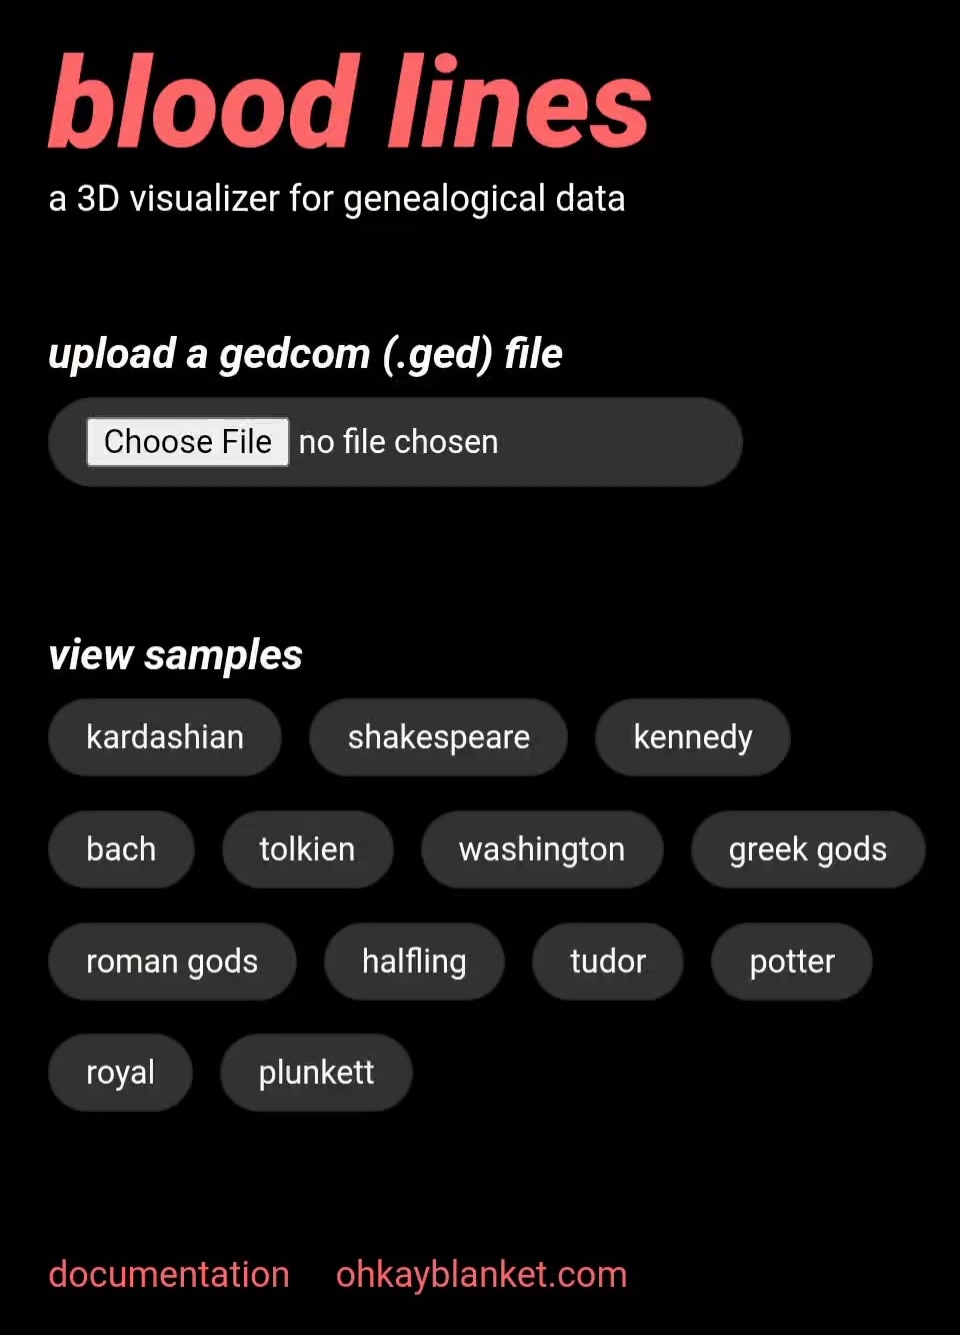 blood lines
a 3D visualizer for genealogical data
upload a gedcom (.ged) file
Choose File no file chosen
view samples
kardashian shakespeare kennedy
bach tolkien washington greek gods
roman gods halfling tudor potter
royal plunkett
documentation ohkayblanket.com